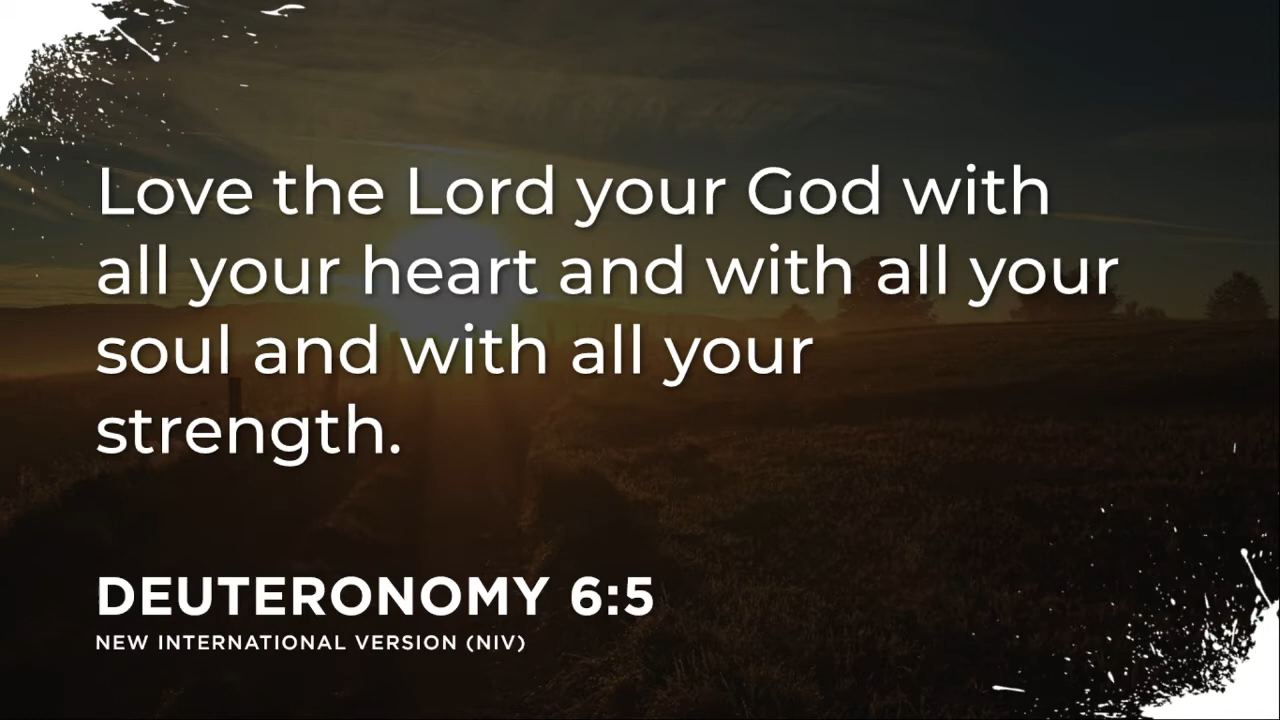 Love the Lord your God with
all your heart and with all your
soul and with all your
strength.
DEUTERONOMY 6:5
NEW INTERNATIONAL VERSION (NIV)